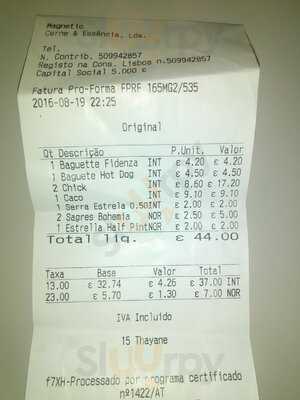 Magnetic
Cerne & Essência, Lda.
Tel.
N. Contrib. 509942857
Registo na Cons. Lisboa n.509942857
Capital Social 5.000 €
Fatura Pro-Forma FPRF 165MG2/535
2016-08-19 22:25
Original
Qt Descrição P.Unit. Valor
1 Baguette Fidenza INT € 4.20 € 4.20
1 Baguete Hot Dog INT € 4.50 € 4.50
2 Chick INT € 8.60 € 17.20
1 Caco INT € 9.10 € 9.10
1 Serra Estrela 0.50 INT € 2.00 € 2.00
2 Sagres Bohemia NOR € 2.50 € 5.00
1 Estrella Half Pint NOR € 2.00 € 2.00
Total liq. € 44.00
Taxa Base Valor Total
13.00 € 32.74 € 4.26 € 37.00 INT
23.00 € 5.70 € 1.30 € 7.00 NOR
IVA Incluido
15 Thayane
sluurpy
f7XH-Processado por programa certificado
nº1422/AT